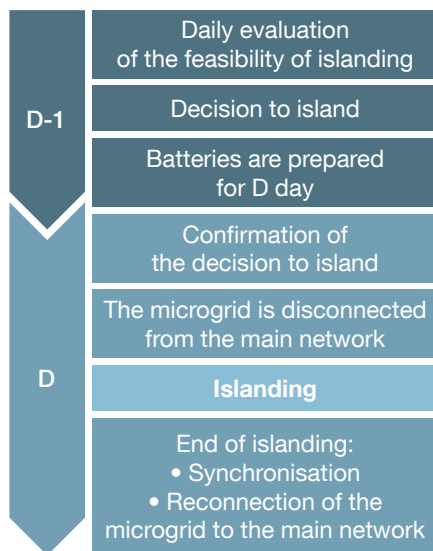 D-1
Daily evaluation
of the feasibility of islanding
Decision to island
Batteries are prepared
for D day
D
Confirmation of
the decision to island
The microgrid is disconnected
from the main network
Islanding
End of islanding:
• Synchronisation
• Reconnection of the
microgrid to the main network